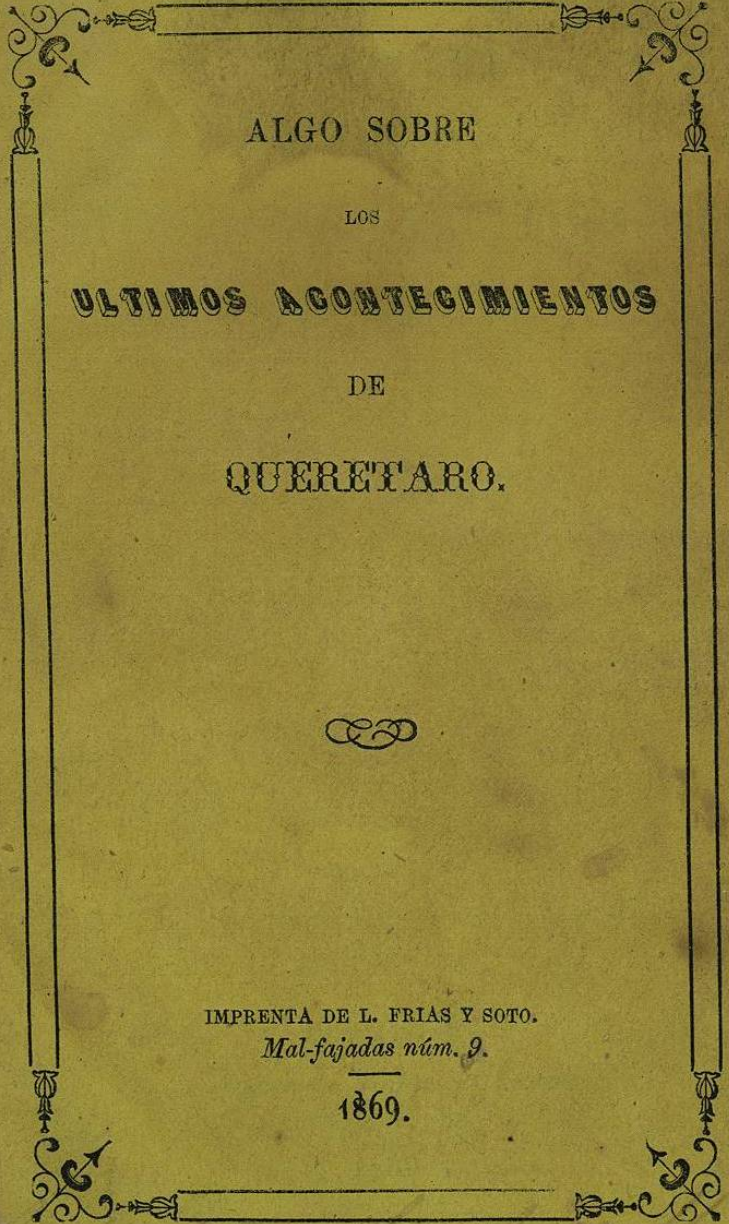 ALGO SOBRE
LOS
ULTIMOS ACONTECIMIENTOS
DE
QUERETARO.
IMPRENTA DE L. FRIAS Y SOTO.
Mal-fajadas núm. 9.
1869.